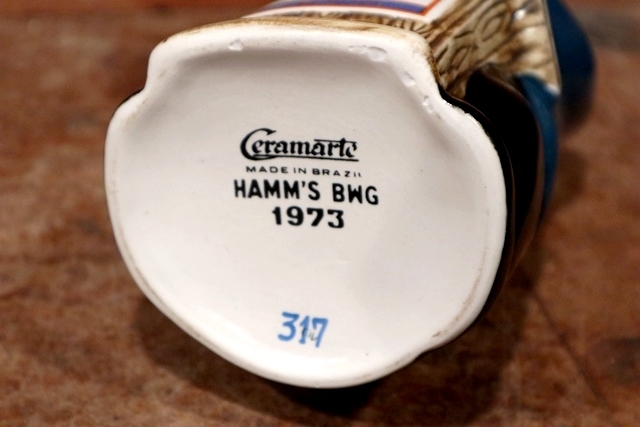 Ceramarte
MADE IN BRAZIL
HAMM'S BWG
1973
317